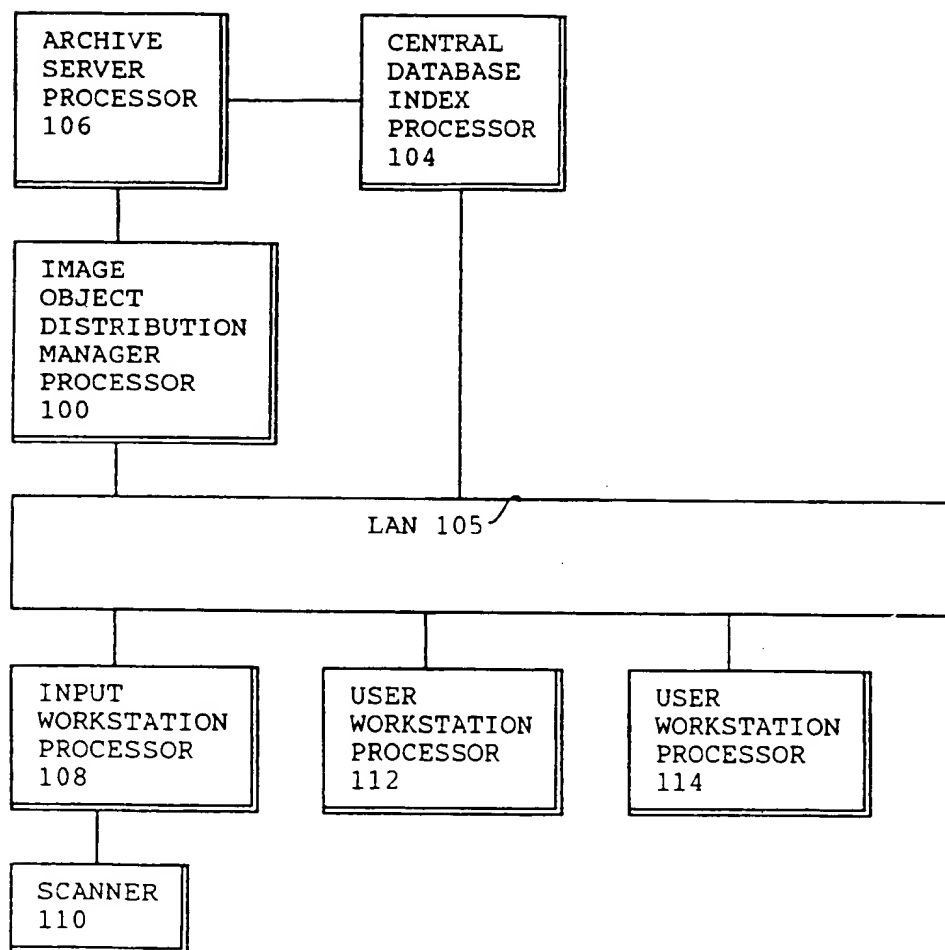 ARCHIVE
SERVER
PROCESSOR
106
CENTRAL
DATABASE
INDEX
PROCESSOR
104
IMAGE
OBJECT
DISTRIBUTION
MANAGER
PROCESSOR
100
LAN 105
INPUT
WORKSTATION
PROCESSOR
108
USER
WORKSTATION
PROCESSOR
112
USER
WORKSTATION
PROCESSOR
114
SCANNER
110